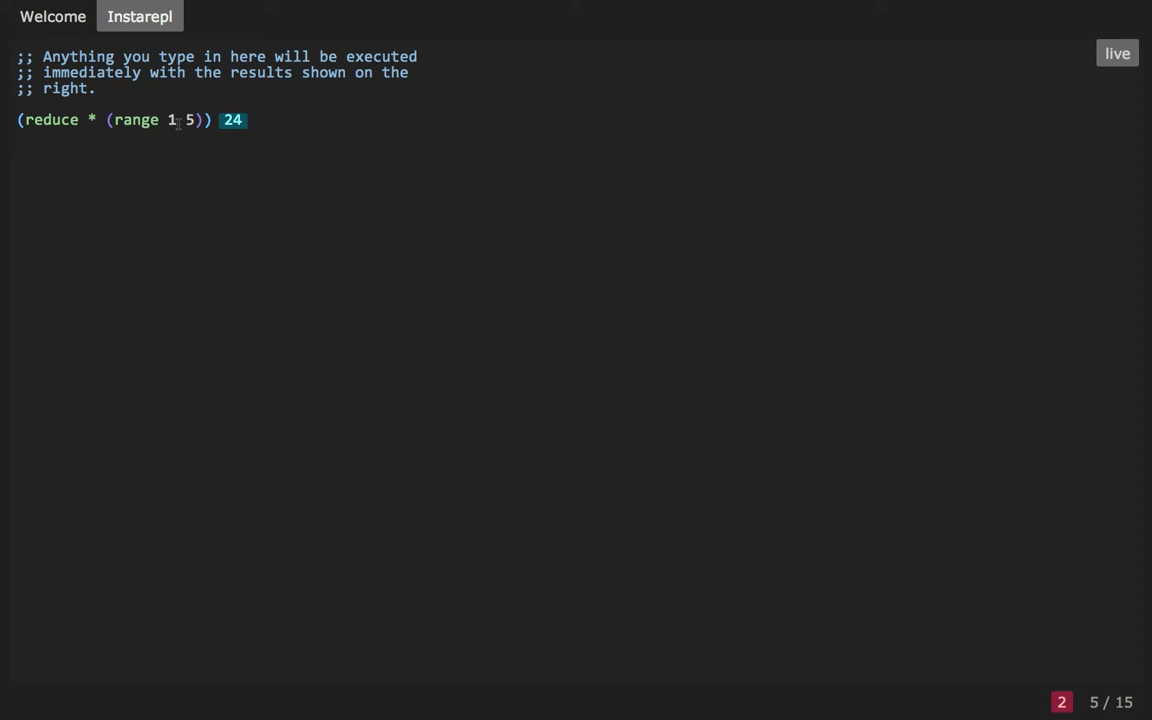 Welcome Instarepl
;; Anything you type in here will be executed
live
;; immediately with the results shown on the
;; right.
(reduce * (range 1 5)) 24
2 5 / 15